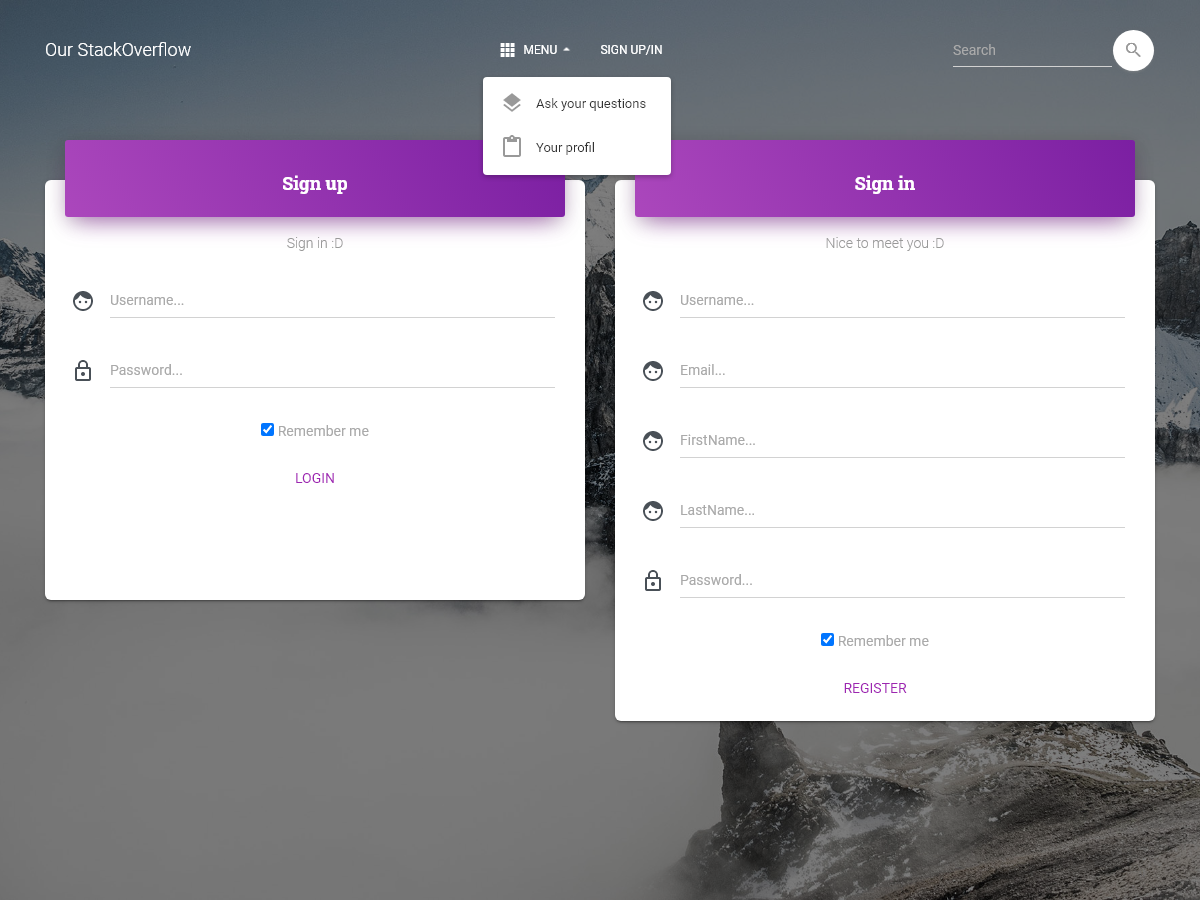 Our StackOverflow
MENU
SIGN UP/IN
Search
Ask your questions
Your profil
Sign up
Sign in :D
Username...
Password...
Remember me
LOGIN
Sign in
Nice to meet you :D
Username...
Email...
FirstName...
LastName...
Password...
Remember me
REGISTER